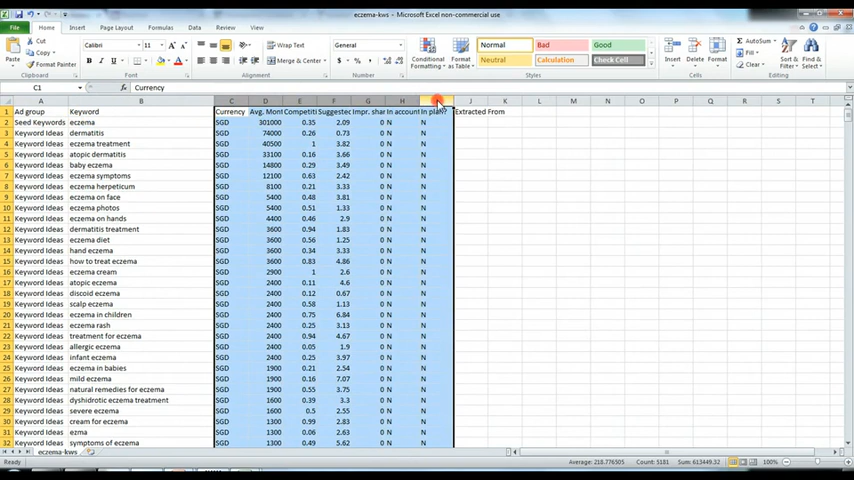 eczema-kws - Microsoft Excel non-commercial use
File Home Insert Page Layout Formulas Data Review View
Cut Calibri 11 Wrap Text General Normal Bad Good AutoSum
Copy Fill
Paste Format Painter B I U Merge & Center $ % , Conditional Formatting Format as Table Neutral Calculation Check Cell Insert Delete Format Clear Sort & Filter Find & Select
Clipboard Font Alignment Number Styles Cells Editing
C1 fx Currency
A B C D E F G H J K L M N O P Q R S T
1 Ad group Keyword Currency Avg. Mont Competiti Suggested Impr. shar In account In plan? Extracted From
2 Seed Keywords eczema SGD 301000 0.35 2.09 0 N N
3 Keyword Ideas dermatitis SGD 74000 0.26 0.73 0 N N
4 Keyword Ideas eczema treatment SGD 40500 1 3.82 0 N N
5 Keyword Ideas atopic dermatitis SGD 33100 0.16 3.66 0 N N
6 Keyword Ideas baby eczema SGD 14800 0.29 3.49 0 N N
7 Keyword Ideas eczema symptoms SGD 12100 0.63 2.42 0 N N
8 Keyword Ideas eczema herpeticum SGD 8100 0.21 3.33 0 N N
9 Keyword Ideas eczema on face SGD 5400 0.48 3.81 0 N N
10 Keyword Ideas eczema photos SGD 5400 0.51 1.33 0 N N
11 Keyword Ideas eczema on hands SGD 4400 0.46 2.9 0 N N
12 Keyword Ideas dermatitis treatment SGD 3600 0.94 1.83 0 N N
13 Keyword Ideas eczema diet SGD 3600 0.56 1.25 0 N N
14 Keyword Ideas hand eczema SGD 3600 0.34 3.33 0 N N
15 Keyword Ideas how to treat eczema SGD 3600 0.83 4.86 0 N N
16 Keyword Ideas eczema cream SGD 2900 1 2.6 0 N N
17 Keyword Ideas atopic eczema SGD 2400 0.11 4.6 0 N N
18 Keyword Ideas discoid eczema SGD 2400 0.12 0.67 0 N N
19 Keyword Ideas scalp eczema SGD 2400 0.58 1.13 0 N N
20 Keyword Ideas eczema in children SGD 2400 0.75 6.84 0 N N
21 Keyword Ideas eczema rash SGD 2400 0.25 3.13 0 N N
22 Keyword Ideas treatment for eczema SGD 2400 0.94 4.67 0 N N
23 Keyword Ideas allergic eczema SGD 2400 0.05 1.9 0 N N
24 Keyword Ideas infant eczema SGD 2400 0.25 3.97 0 N N
25 Keyword Ideas eczema in babies SGD 1900 0.21 2.54 0 N N
26 Keyword Ideas mild eczema SGD 1900 0.16 7.07 0 N N
27 Keyword Ideas natural remedies for eczema SGD 1900 0.55 3.75 0 N N
28 Keyword Ideas dyshidrotic eczema treatment SGD 1600 0.39 3.3 0 N N
29 Keyword Ideas severe eczema SGD 1600 0.5 2.55 0 N N
30 Keyword Ideas cream for eczema SGD 1300 0.99 2.83 0 N N
31 Keyword Ideas ezma SGD 1300 0.06 2.63 0 N N
32 Keyword Ideas symptoms of eczema SGD 1300 0.49 5.62 0 N N
eczema-kws
Ready Average: 218.776505 Count: 5181 Sum: 613449.32 100%